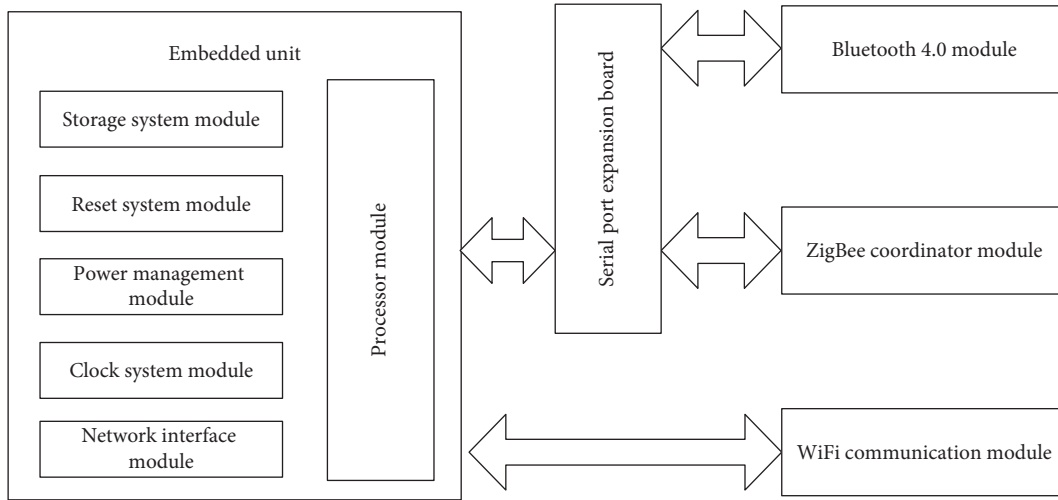 Embedded unit
Storage system module
Reset system module
Power management
module
Clock system module
Network interface
module
Processor module
Serial port expansion board
Bluetooth 4.0 module
ZigBee coordinator module
WiFi communication module